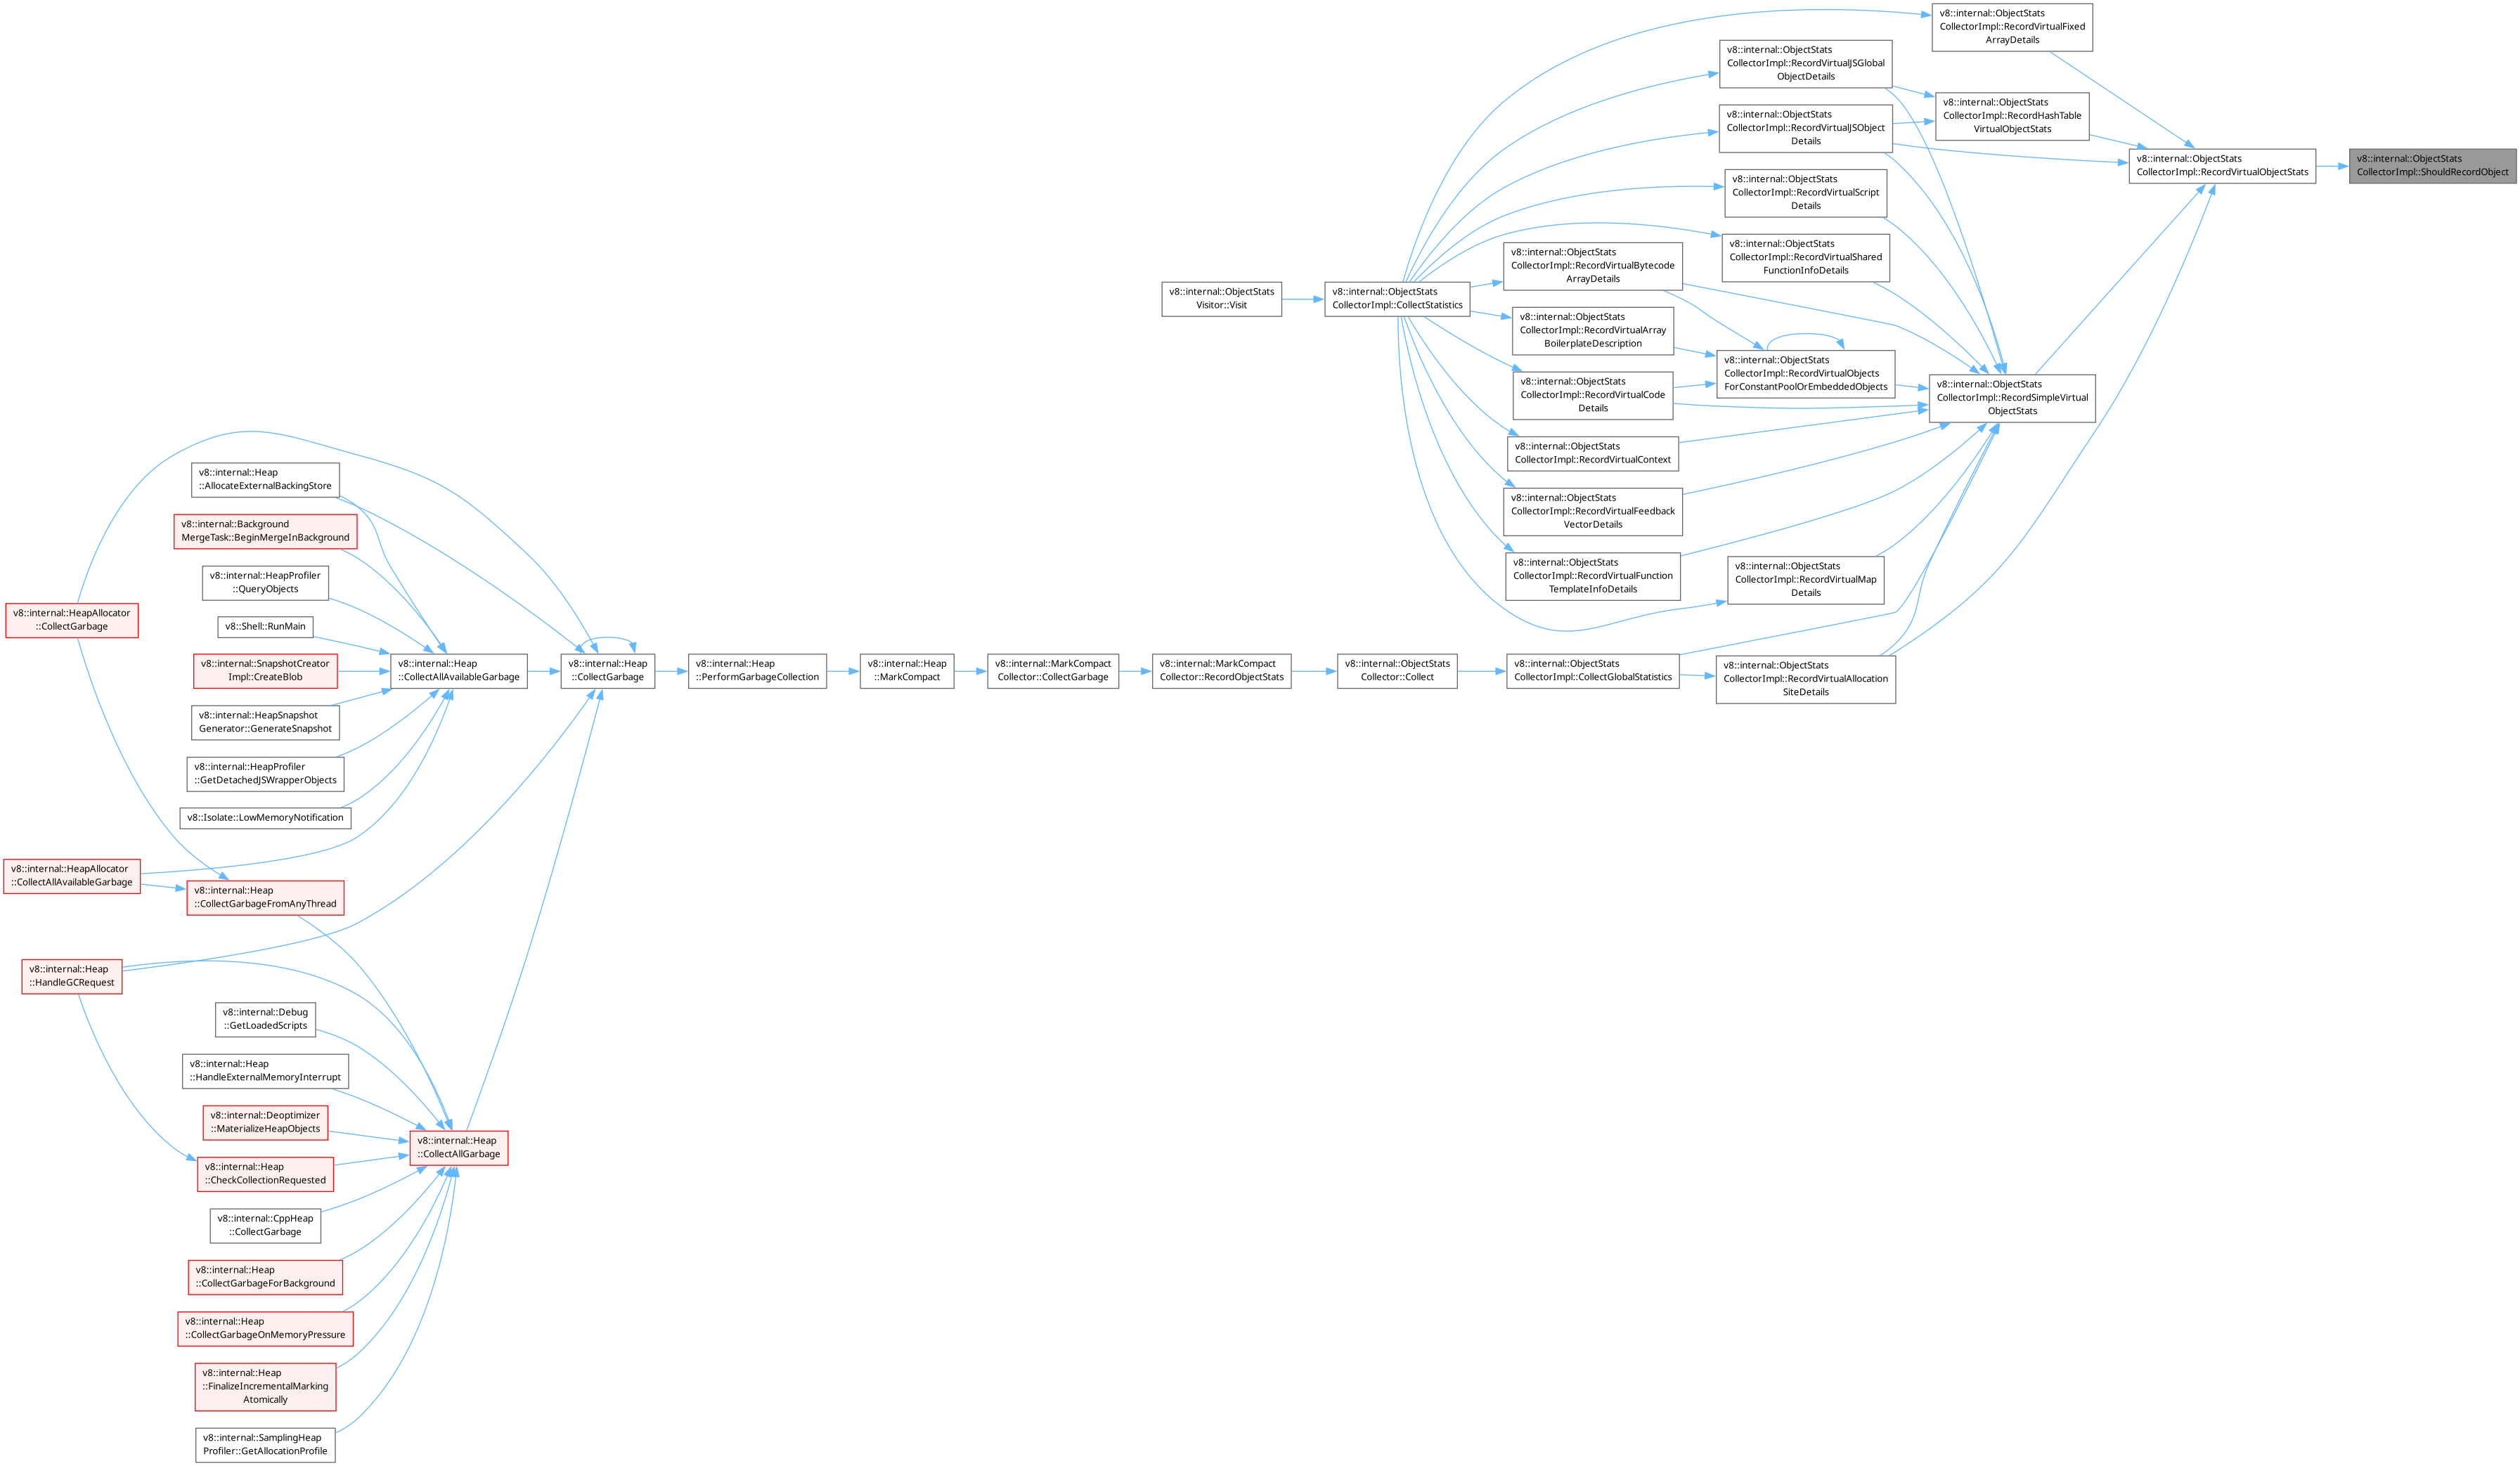 v8::internal::ObjectStats
CollectorImpl::RecordVirtualFixed
ArrayDetails
v8::internal::ObjectStats
CollectorImpl::RecordVirtualJSGlobal
ObjectDetails
v8::internal::ObjectStats
CollectorImpl::RecordHashTable
VirtualObjectStats
v8::internal::ObjectStats
CollectorImpl::RecordVirtualJSObject
Details
v8::internal::ObjectStats
CollectorImpl::RecordVirtualObjectStats
v8::internal::ObjectStats
CollectorImpl::ShouldRecordObject
v8::internal::ObjectStats
CollectorImpl::RecordVirtualScript
Details
v8::internal::ObjectStats
CollectorImpl::RecordVirtualShared
FunctionInfoDetails
v8::internal::ObjectStats
CollectorImpl::RecordVirtualBytecode
ArrayDetails
v8::internal::ObjectStats
Visitor::Visit
v8::internal::ObjectStats
CollectorImpl::CollectStatistics
v8::internal::ObjectStats
CollectorImpl::RecordVirtualArray
BoilerplateDescription
v8::internal::ObjectStats
CollectorImpl::RecordVirtualObjects
ForConstantPoolOrEmbeddedObjects
v8::internal::ObjectStats
CollectorImpl::RecordVirtualCode
Details
v8::internal::ObjectStats
CollectorImpl::RecordSimpleVirtual
ObjectStats
v8::internal::ObjectStats
CollectorImpl::RecordVirtualContext
v8::internal::Heap
::AllocateExternalBackingStore
v8::internal::ObjectStats
CollectorImpl::RecordVirtualFeedback
VectorDetails
v8::internal::Background
MergeTask::BeginMergeInBackground
v8::internal::ObjectStats
CollectorImpl::RecordVirtualFunction
TemplateInfoDetails
v8::internal::ObjectStats
CollectorImpl::RecordVirtualMap
Details
v8::internal::HeapProfiler
::QueryObjects
v8::internal::HeapAllocator
::CollectGarbage
v8::Shell::RunMain
v8::internal::SnapshotCreator
Impl::CreateBlob
v8::internal::Heap
::CollectAllAvailableGarbage
v8::internal::Heap
::CollectGarbage
v8::internal::Heap
::PerformGarbageCollection
v8::internal::Heap
::MarkCompact
v8::internal::MarkCompact
Collector::CollectGarbage
v8::internal::MarkCompact
Collector::RecordObjectStats
v8::internal::ObjectStats
Collector::Collect
v8::internal::ObjectStats
CollectorImpl::CollectGlobalStatistics
v8::internal::ObjectStats
CollectorImpl::RecordVirtualAllocation
SiteDetails
v8::internal::HeapSnapshot
Generator::GenerateSnapshot
v8::internal::HeapProfiler
::GetDetachedJSWrapperObjects
v8::Isolate::LowMemoryNotification
v8::internal::HeapAllocator
::CollectAllAvailableGarbage
v8::internal::Heap
::CollectGarbageFromAnyThread
v8::internal::Heap
::HandleGCRequest
v8::internal::Debug
::GetLoadedScripts
v8::internal::Heap
::HandleExternalMemoryInterrupt
v8::internal::Deoptimizer
::MaterializeHeapObjects
v8::internal::Heap
::CollectAllGarbage
v8::internal::Heap
::CheckCollectionRequested
v8::internal::CppHeap
::CollectGarbage
v8::internal::Heap
::CollectGarbageForBackground
v8::internal::Heap
::CollectGarbageOnMemoryPressure
v8::internal::Heap
::FinalizeIncrementalMarking
Atomically
v8::internal::SamplingHeap
Profiler::GetAllocationProfile